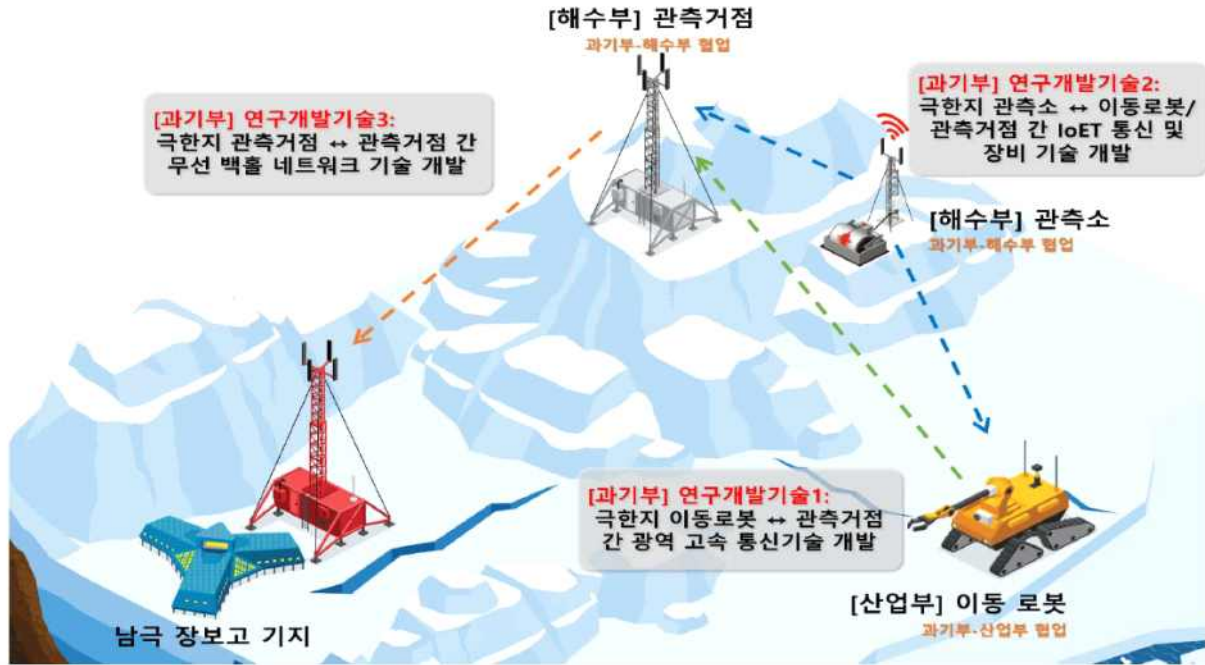 [해수부] 관측거점
과기부-해수부 협업
[과기부] 연구개발기술3:
극한지 관측거점 ↔ 관측거점 간
무선 백홀 네트워크 기술 개발
[과기부] 연구개발기술2:
극한지 관측소 ↔ 이동로봇/
관측거점 간 IoET 통신 및
장비 기술 개발
[해수부] 관측소
과기부-해수부 협업
[과기부] 연구개발기술1:
극한지 이동로봇 ↔ 관측거점
간 광역 고속 통신기술 개발
[산업부] 이동 로봇
과기부-산업부 협업
남극 장보고 기지